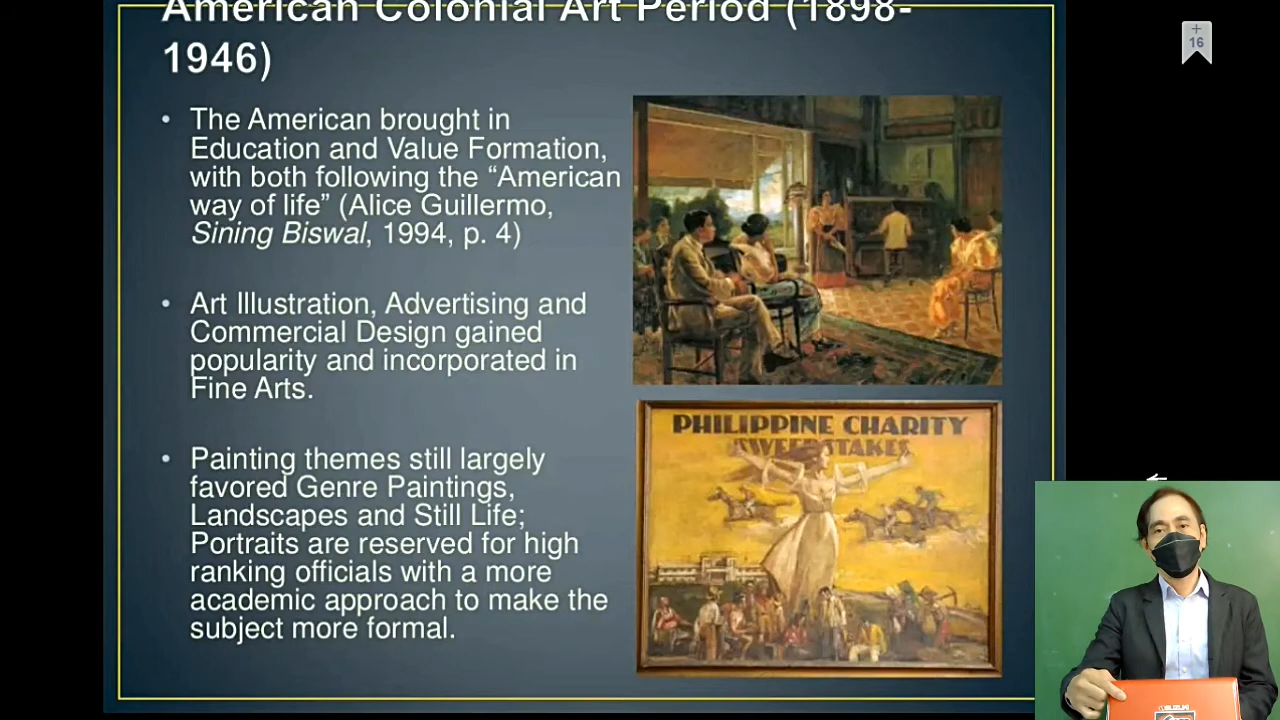 American Colonial Art Period (1898-
1946)
• The American brought in
Education and Value Formation,
with both following the “American
way of life” (Alice Guillermo,
Sining Biswal, 1994, p. 4)
• Art Illustration, Advertising and
Commercial Design gained
popularity and incorporated in
Fine Arts.
• Painting themes still largely
favored Genre Paintings,
Landscapes and Still Life;
Portraits are reserved for high
ranking officials with a more
academic approach to make the
subject more formal.
PHILIPPINE CHARITY
SWEEPSTAKES
+
16